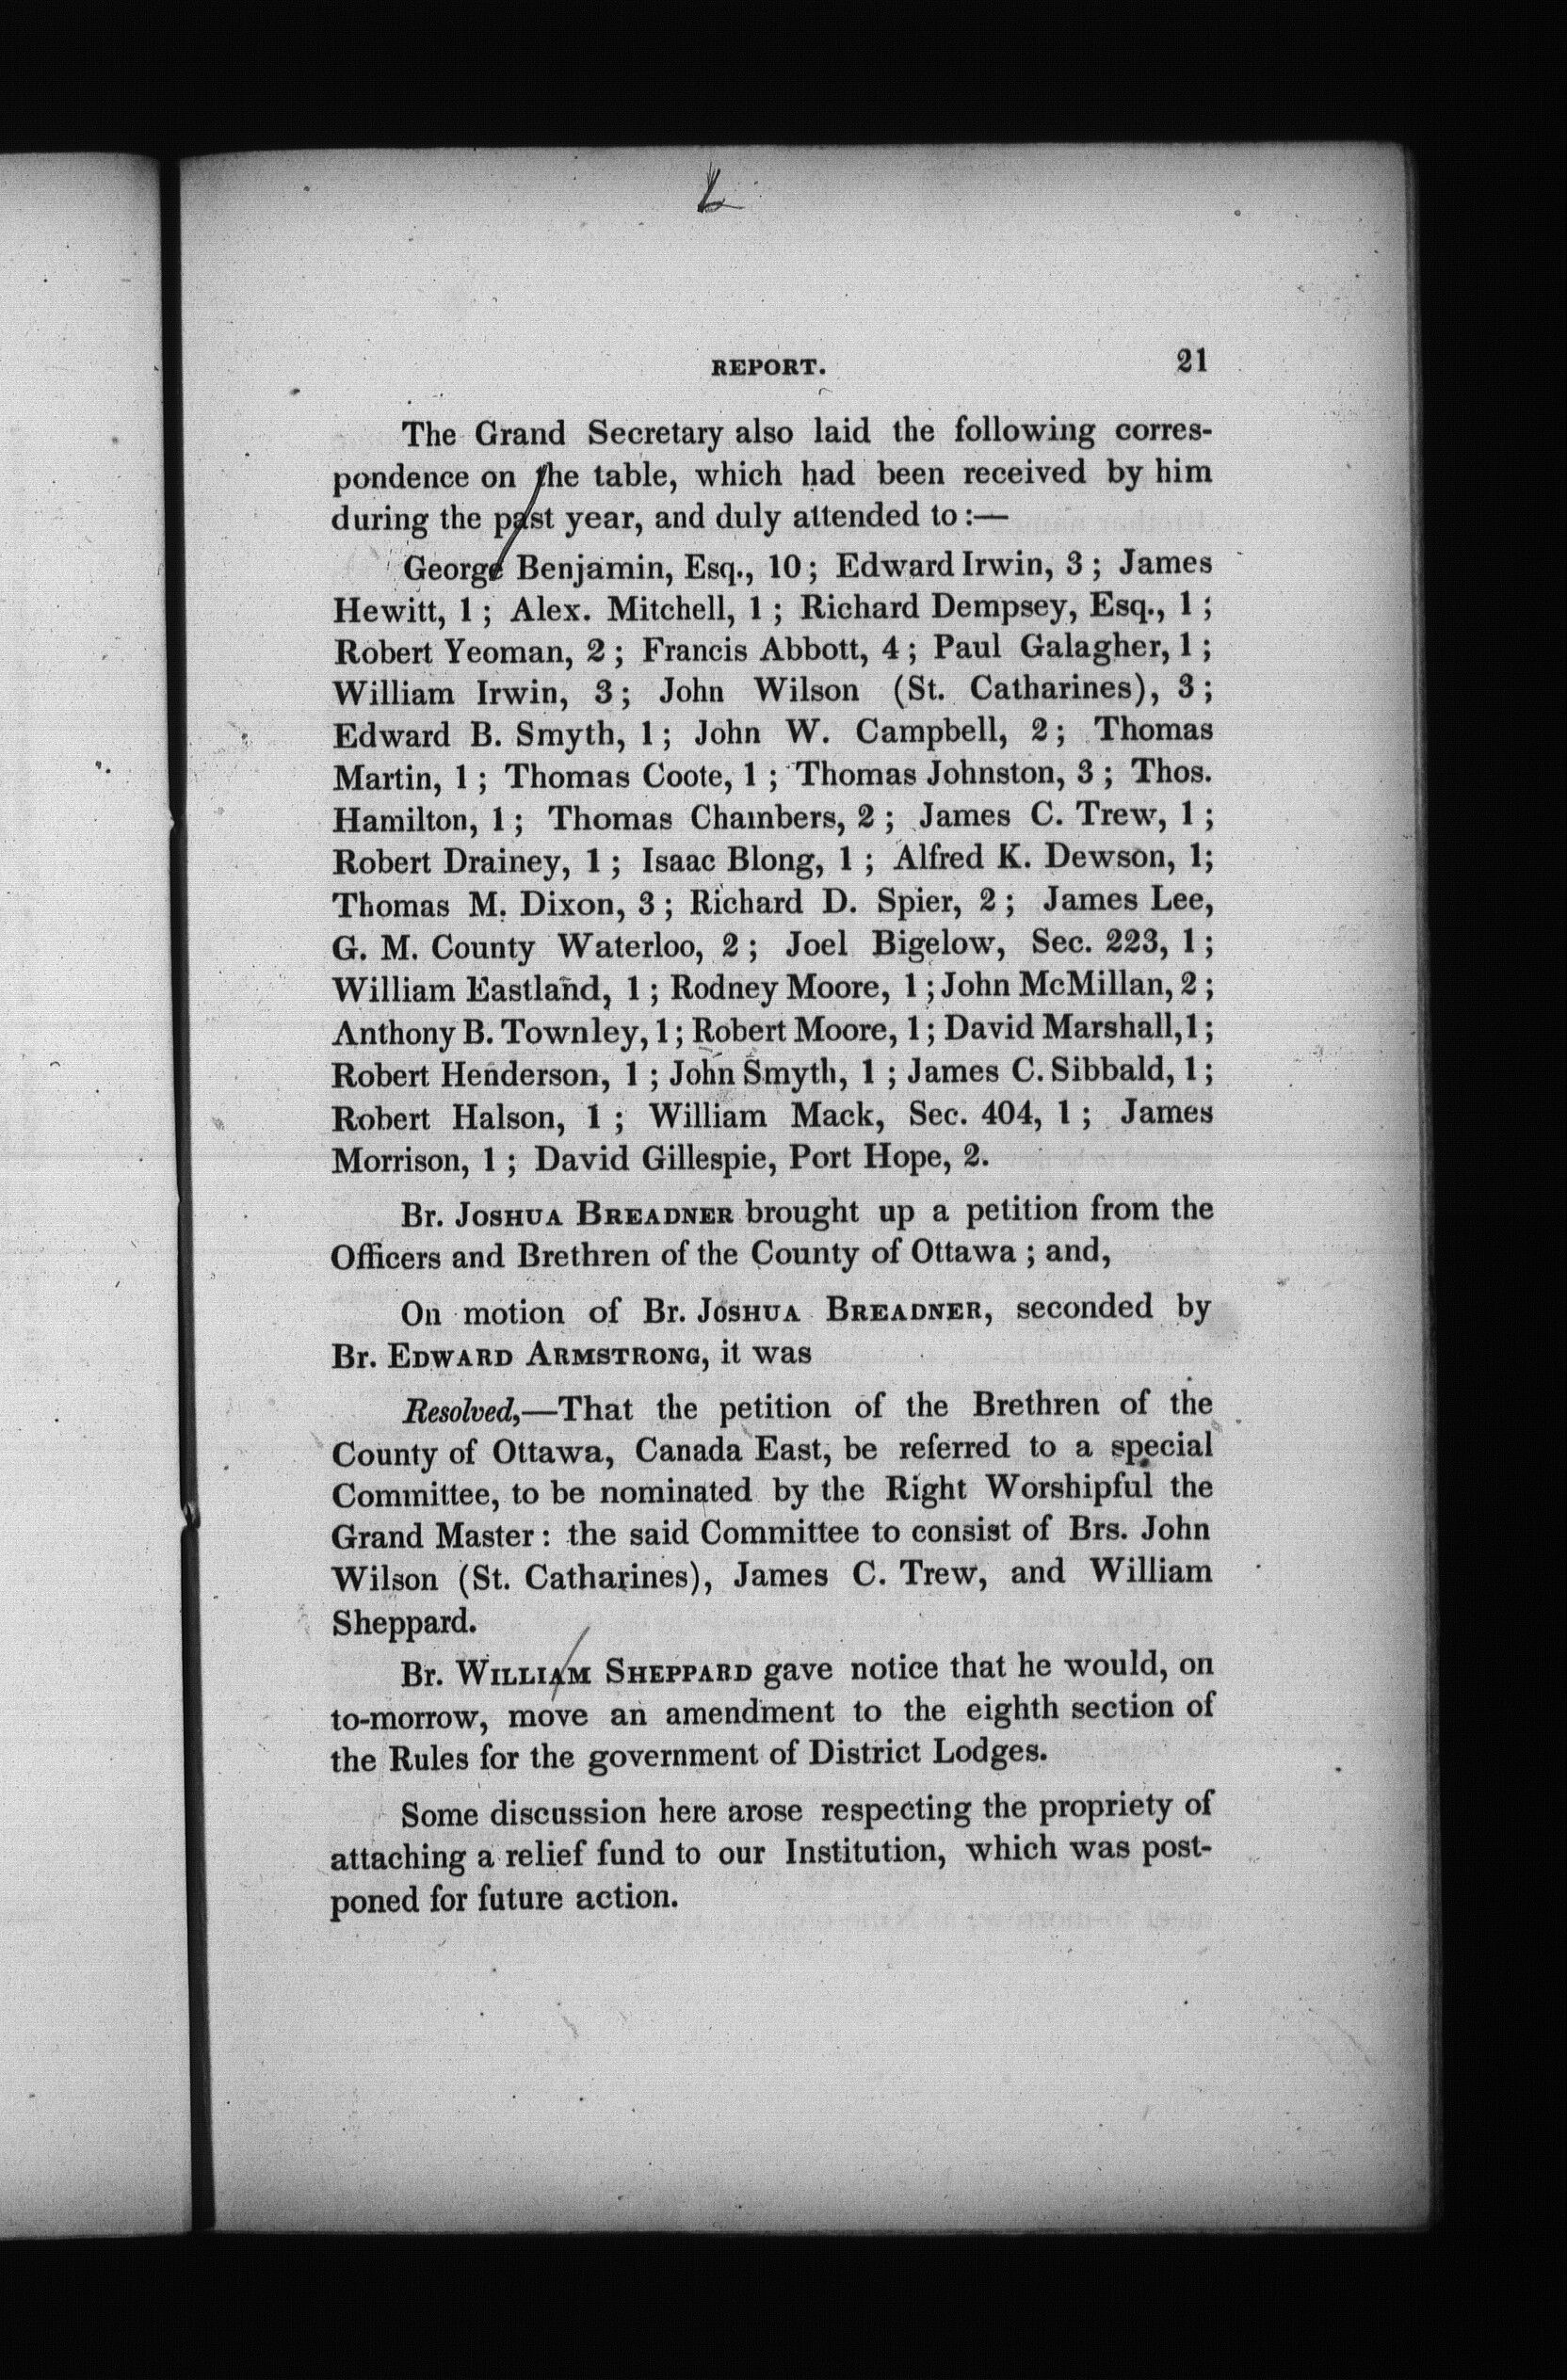 REPORT. 21
The Grand Secretary also laid the following corres-
pondence on the table, which had been received by him
during the past year, and duly attended to :—
George Benjamin, Esq., 10 ; Edward Irwin, 3 ; James
Hewitt, 1 ; Alex. Mitchell, 1 ; Richard Dempsey, Esq., 1 ;
Robert Yeoman, 2 ; Francis Abbott, 4 ; Paul Galagher, 1 ;
William Irwin, 3 ; John Wilson (St. Catharines), 3 ;
Edward B. Smyth, 1 ; John W. Campbell, 2 ; Thomas
Martin, 1 ; Thomas Coote, 1 ; Thomas Johnston, 3 ; Thos.
Hamilton, 1 ; Thomas Chambers, 2 ; James C. Trew, 1 ;
Robert Drainey, 1 ; Isaac Blong, 1 ; Alfred K. Dewson, 1;
Thomas M. Dixon, 3 ; Richard D. Spier, 2 ; James Lee,
G. M. County Waterloo, 2 ; Joel Bigelow, Sec. 223, 1 ;
William Eastland, 1 ; Rodney Moore, 1 ; John McMillan, 2 ;
Anthony B. Townley, 1 ; Robert Moore, 1 ; David Marshall, 1 ;
Robert Henderson, 1 ; John Smyth, 1 ; James C. Sibbald, 1 ;
Robert Halson, 1 ; William Mack, Sec. 404, 1 ; James
Morrison, 1 ; David Gillespie, Port Hope, 2.
Br. JOSHUA BREADNER brought up a petition from the
Officers and Brethren of the County of Ottawa ; and,
On motion of Br. JOSHUA BREADNER, seconded by
Br. EDWARD ARMSTRONG, it was
Resolved,—That the petition of the Brethren of the
County of Ottawa, Canada East, be referred to a special
Committee, to be nominated by the Right Worshipful the
Grand Master : the said Committee to consist of Brs. John
Wilson (St. Catharines), James C. Trew, and William
Sheppard.
Br. WILLIAM SHEPPARD gave notice that he would, on
to-morrow, move an amendment to the eighth section of
the Rules for the government of District Lodges.
Some discussion here arose respecting the propriety of
attaching a relief fund to our Institution, which was post-
poned for future action.